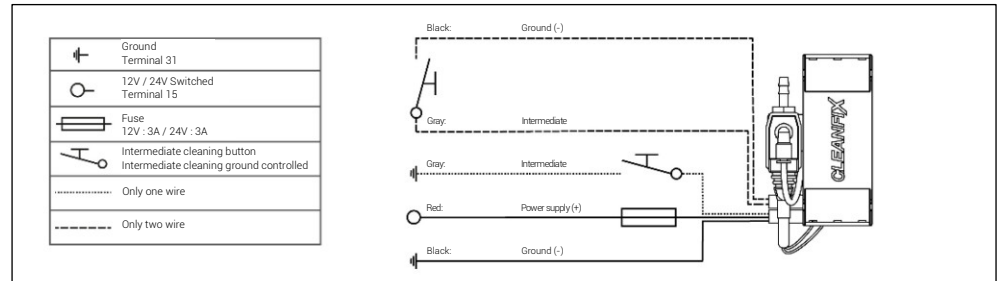 Ground
Terminal 31
12V / 24V Switched
Terminal 15
Fuse
12V : 3A / 24V : 3A
Intermediate cleaning button
Intermediate cleaning ground controlled
Only one wire
Only two wire
Black: Ground (-)
Gray: Intermediate
Gray: Intermediate
Red: Power supply (+)
Black: Ground (-)
CLEANFIX